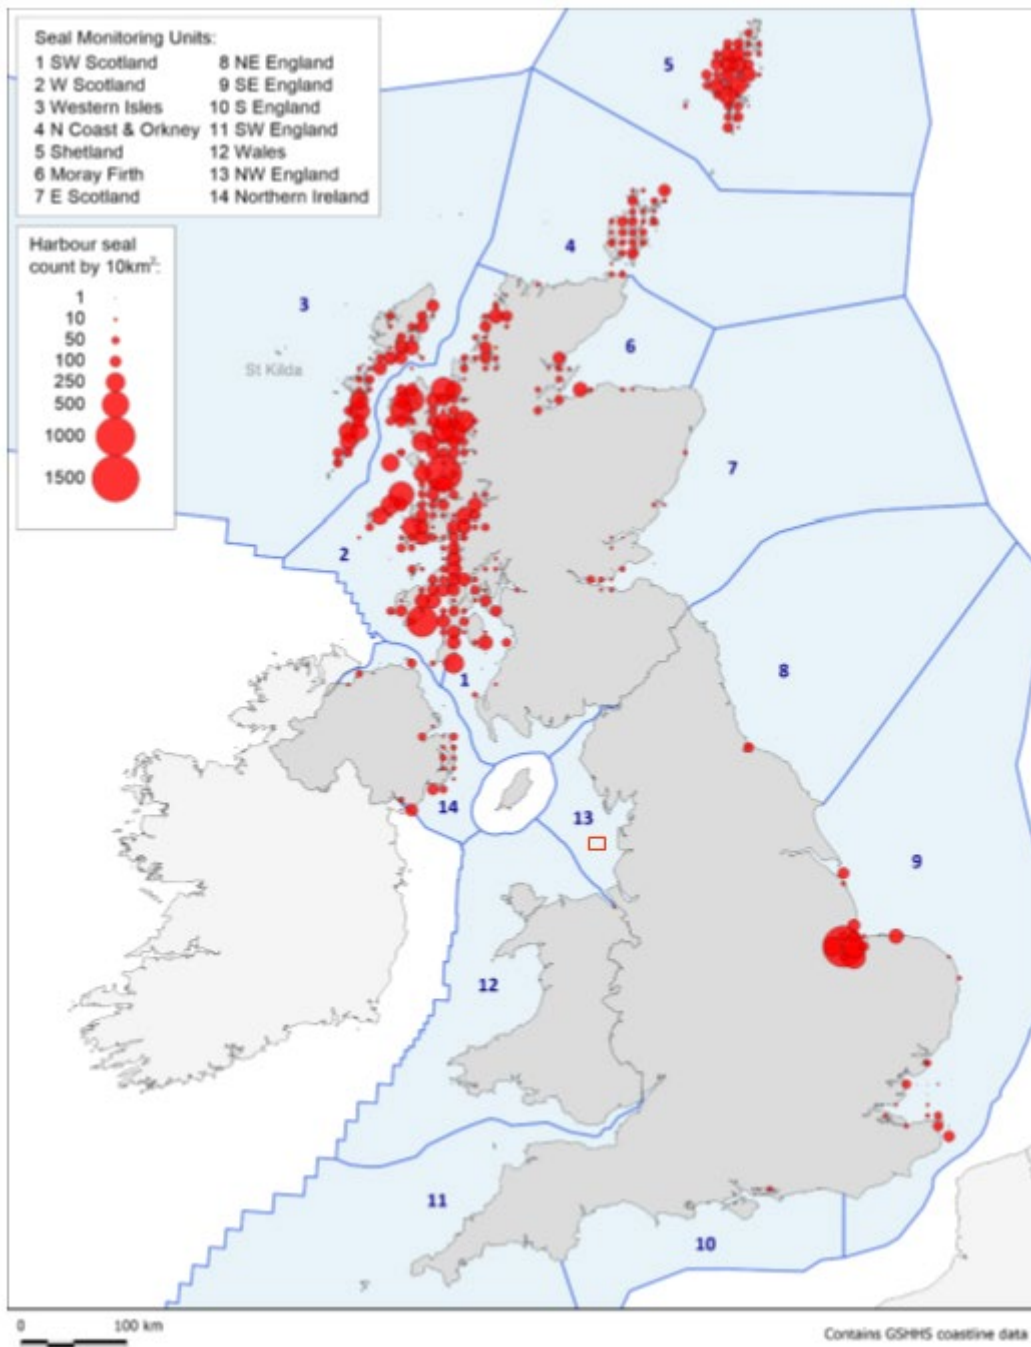 Seal Monitoring Units:
1 SW Scotland 8 NE England
2 W Scotland 9 SE England
3 Western Isles 10 S England
4 N Coast & Orkney 11 SW England
5 Shetland 12 Wales
6 Moray Firth 13 NW England
7 E Scotland 14 Northern Ireland
Harbour seal
count by 10km²:
1
10
50
100
250
500
1000
1500
5
4
3
6
St Kilda
7
2
8
1
14
13
9
12
11
10
0 100 km
Contains GSHHS coastline data